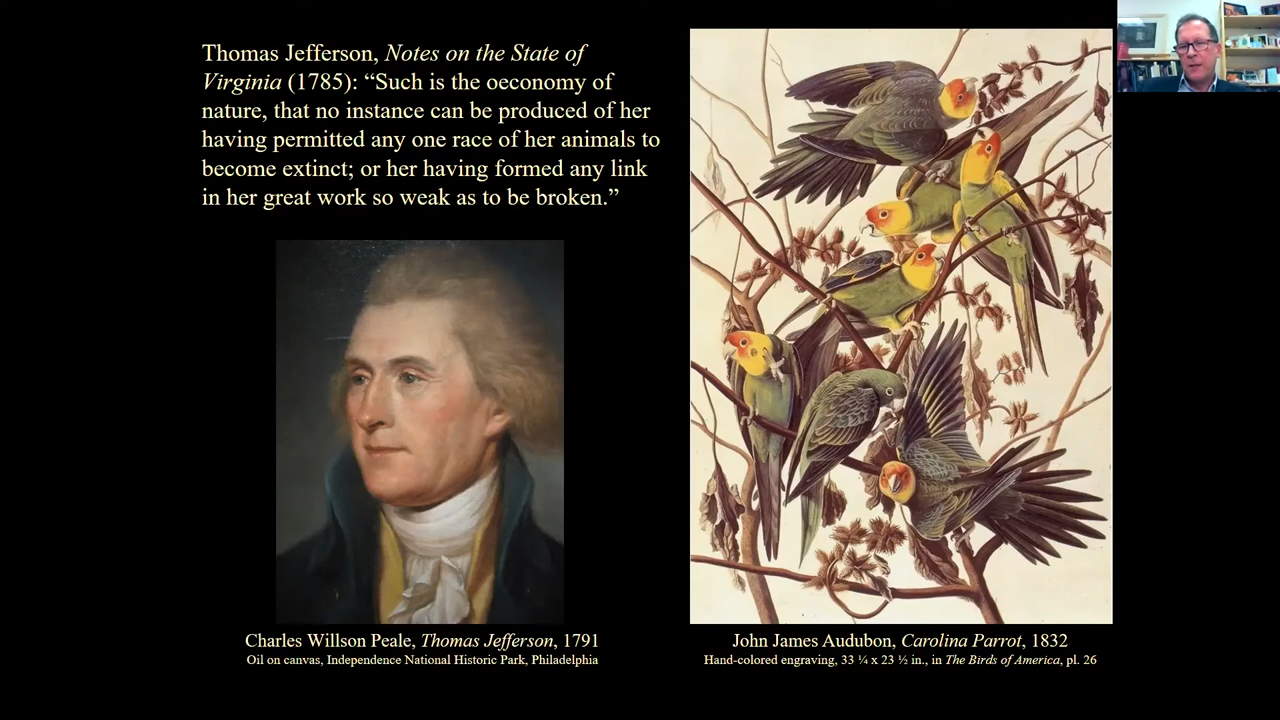 Thomas Jefferson, Notes on the State of
Virginia (1785): “Such is the oeconomy of
nature, that no instance can be produced of her
having permitted any one race of her animals to
become extinct; or her having formed any link
in her great work so weak as to be broken.”
Charles Willson Peale, Thomas Jefferson, 1791
Oil on canvas, Independence National Historic Park, Philadelphia
John James Audubon, Carolina Parrot, 1832
Hand-colored engraving, 33 ¼ x 23 ½ in., in The Birds of America, pl. 26